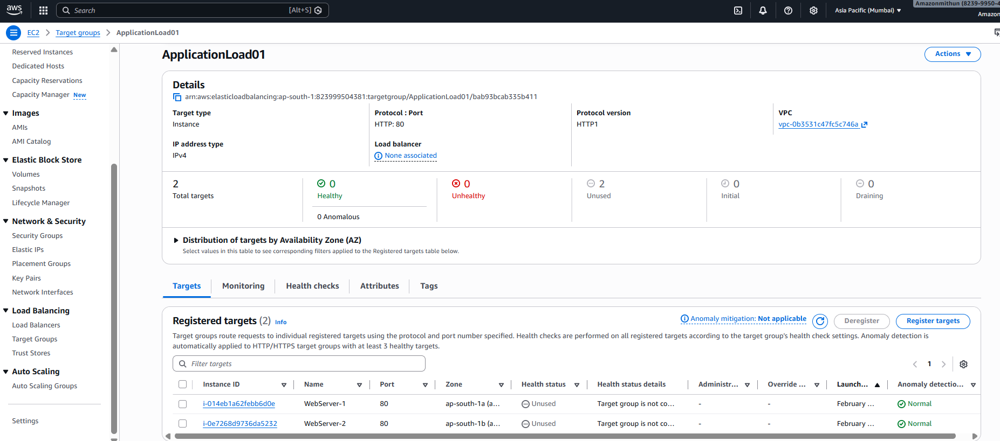 aws
Search [Alt+S]
Asia Pacific (Mumbai)
Amazonmithun (8239-9950-4
Amazon
EC2 > Target groups > ApplicationLoad01
Reserved Instances
Dedicated Hosts
Capacity Reservations
Capacity Manager New
Images
AMIs
AMI Catalog
Elastic Block Store
Volumes
Snapshots
Lifecycle Manager
Network & Security
Security Groups
Elastic IPs
Placement Groups
Key Pairs
Network Interfaces
Load Balancing
Load Balancers
Target Groups
Trust Stores
Auto Scaling
Auto Scaling Groups
Settings
ApplicationLoad01
Actions
Details
arn:aws:elasticloadbalancing:ap-south-1:823999504381:targetgroup/ApplicationLoad01/bab93bcab335b411
Target type
Instance
Protocol : Port
HTTP: 80
Protocol version
HTTP1
VPC
vpc-0b3531c47fc5c746a
IP address type
IPv4
Load balancer
None associated
2
Total targets
0
Healthy
0 Anomalous
0
Unhealthy
2
Unused
0
Initial
0
Draining
Distribution of targets by Availability Zone (AZ)
Select values in this table to see corresponding filters applied to the Registered targets table below.
Targets Monitoring Health checks Attributes Tags
Registered targets (2) Info
Anomaly mitigation: Not applicable
Deregister
Register targets
Target groups route requests to individual registered targets using the protocol and port number specified. Health checks are performed on all registered targets according to the target group's health check settings. Anomaly detection is
automatically applied to HTTP/HTTPS target groups with at least 3 healthy targets.
Filter targets
1
Instance ID Name Port Zone Health status Health status details Administr... Override ... Launch... Anomaly detectio...
i-014eb1a62febb6d0e WebServer-1 80 ap-south-1a (a... Unused Target group is not co... - - February ... Normal
i-0e7268d9736da5232 WebServer-2 80 ap-south-1b (a... Unused Target group is not co... - - February ... Normal